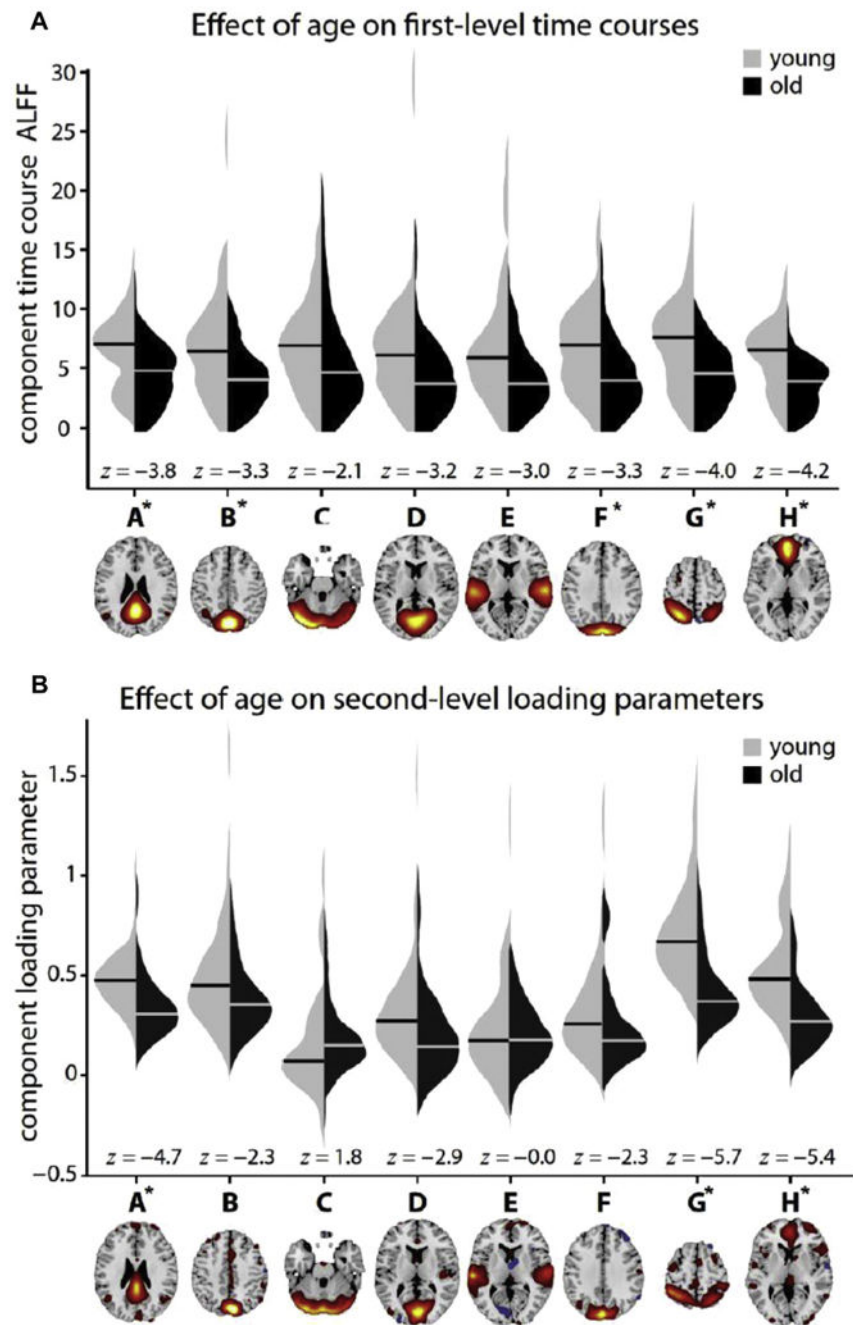 A
Effect of age on first-level time courses
young
old
component time course ALFF
30
25
20
15
10
5
0
z = −3.8 z = −3.3 z = −2.1 z = −3.2 z = −3.0 z = −3.3 z = −4.0 z = −4.2
A* B* C D E F* G* H*
B
Effect of age on second-level loading parameters
young
old
component loading parameter
1.5
1
0.5
0
−0.5
z = −4.7 z = −2.3 z = 1.8 z = −2.9 z = −0.0 z = −2.3 z = −5.7 z = −5.4
A* B C D E F G* H*